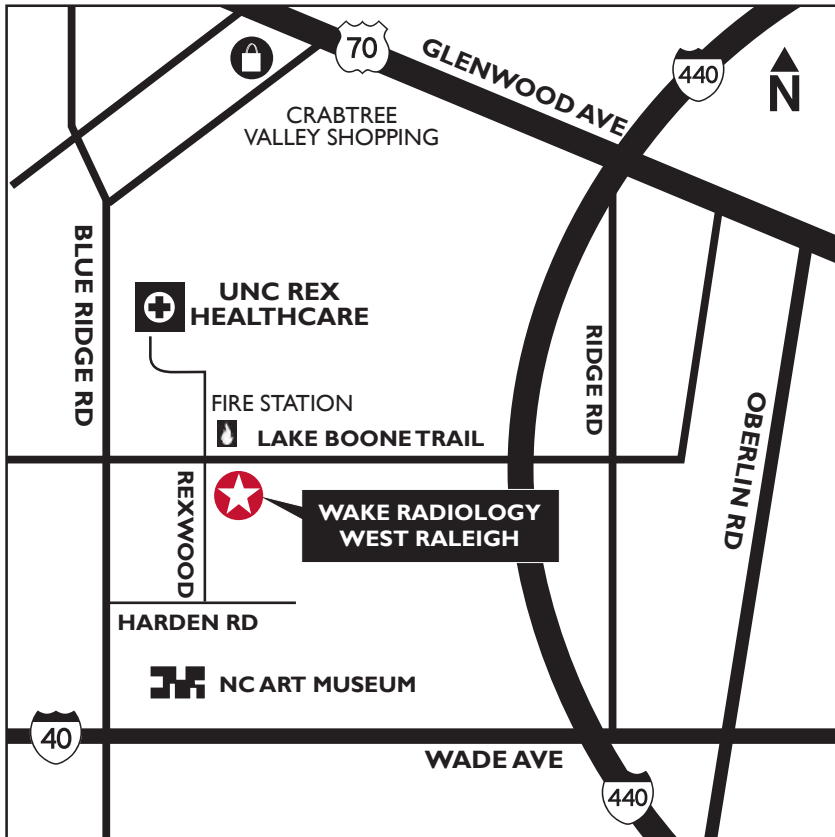 70
GLENWOOD AVE
440
N
CRABTREE
VALLEY SHOPPING
BLUE RIDGE RD
UNC REX
HEALTHCARE
RIDGE RD
FIRE STATION
LAKE BOONE TRAIL
OBERLIN RD
REXWOOD
WAKE RADIOLOGY
WEST RALEIGH
HARDEN RD
NC ART MUSEUM
40
WADE AVE
440